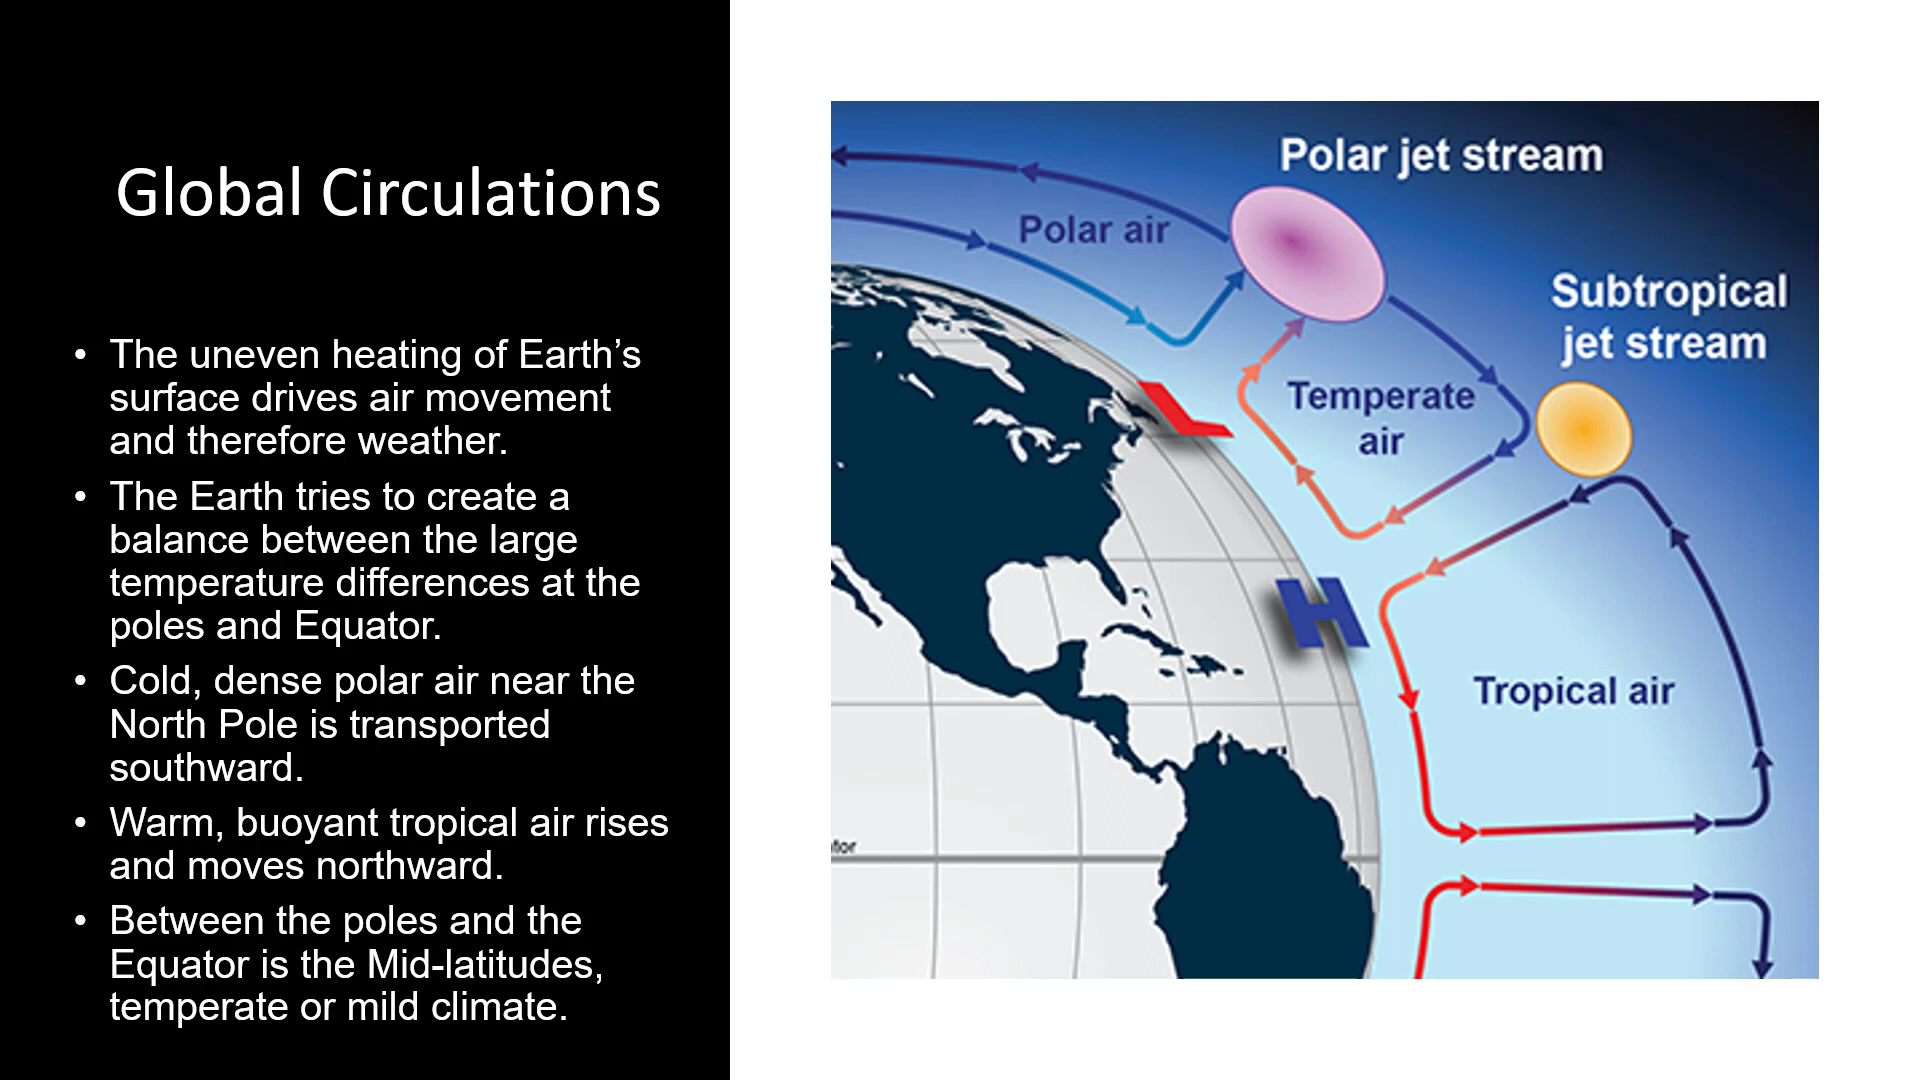 Global Circulations
• The uneven heating of Earth’s
surface drives air movement
and therefore weather.
• The Earth tries to create a
balance between the large
temperature differences at the
poles and Equator.
• Cold, dense polar air near the
North Pole is transported
southward.
• Warm, buoyant tropical air rises
and moves northward.
• Between the poles and the
Equator is the Mid-latitudes,
temperate or mild climate.
Polar jet stream
Polar air
Subtropical
jet stream
Temperate
air
L
H
Tropical air
tor